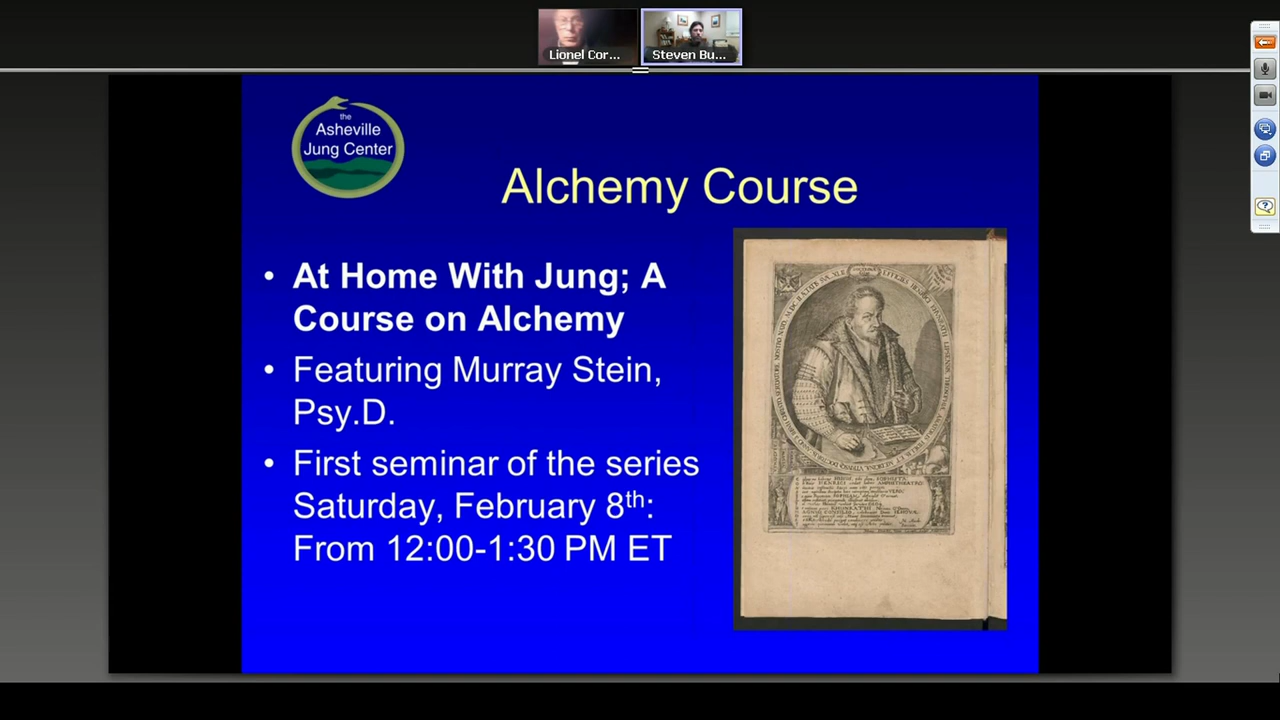 Lionel Cor...
Steven Bu...
the
Asheville
Jung Center
Alchemy Course
• At Home With Jung; A
Course on Alchemy
• Featuring Murray Stein,
Psy.D.
• First seminar of the series
Saturday, February 8th:
From 12:00-1:30 PM ET